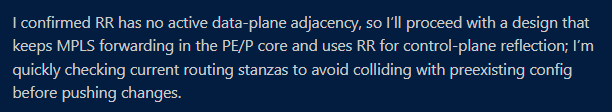 I confirmed RR has no active data-plane adjacency, so I’ll proceed with a design that
keeps MPLS forwarding in the PE/P core and uses RR for control-plane reflection; I’m
quickly checking current routing stanzas to avoid colliding with preexisting config
before pushing changes.